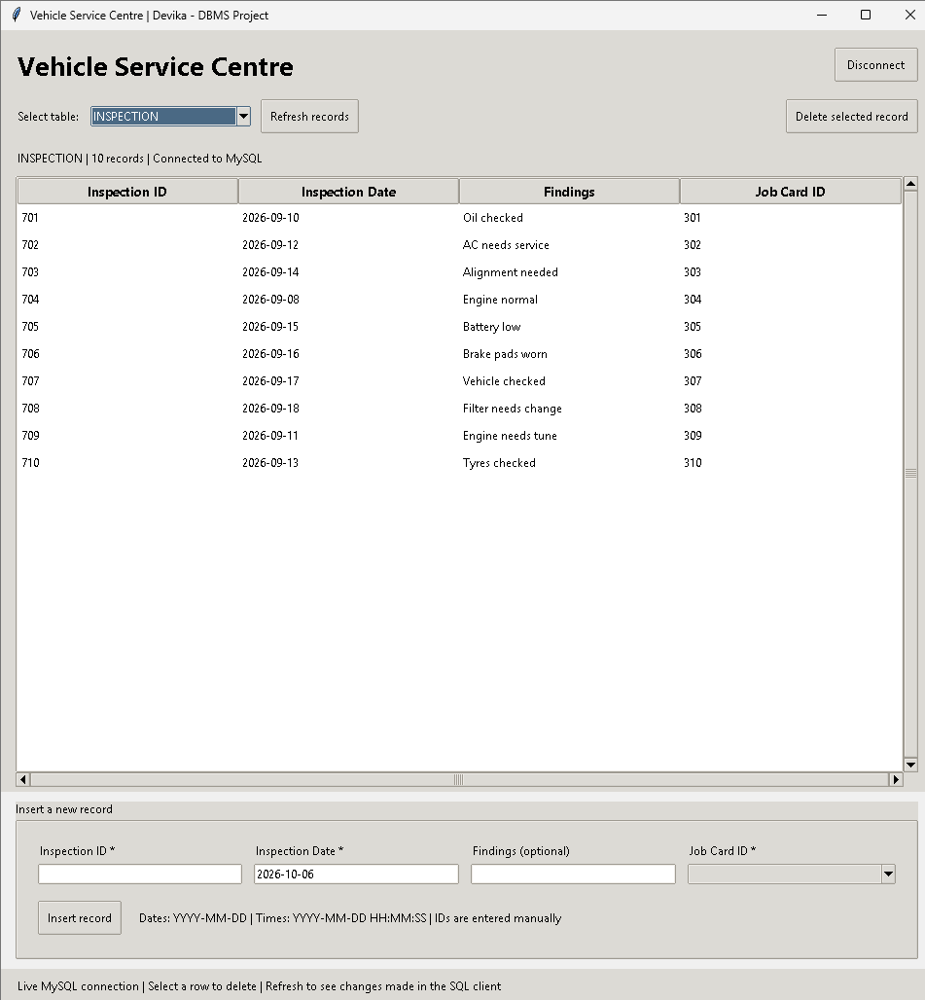 Vehicle Service Centre | Devika - DBMS Project
Vehicle Service Centre
Disconnect
Select table: INSPECTION Refresh records Delete selected record
INSPECTION | 10 records | Connected to MySQL
Inspection ID Inspection Date Findings Job Card ID
701 2026-09-10 Oil checked 301
702 2026-09-12 AC needs service 302
703 2026-09-14 Alignment needed 303
704 2026-09-08 Engine normal 304
705 2026-09-15 Battery low 305
706 2026-09-16 Brake pads worn 306
707 2026-09-17 Vehicle checked 307
708 2026-09-18 Filter needs change 308
709 2026-09-11 Engine needs tune 309
710 2026-09-13 Tyres checked 310
Insert a new record
Inspection ID * Inspection Date * Findings (optional) Job Card ID *
2026-10-06
Insert record Dates: YYYY-MM-DD | Times: YYYY-MM-DD HH:MM:SS | IDs are entered manually
Live MySQL connection | Select a row to delete | Refresh to see changes made in the SQL client